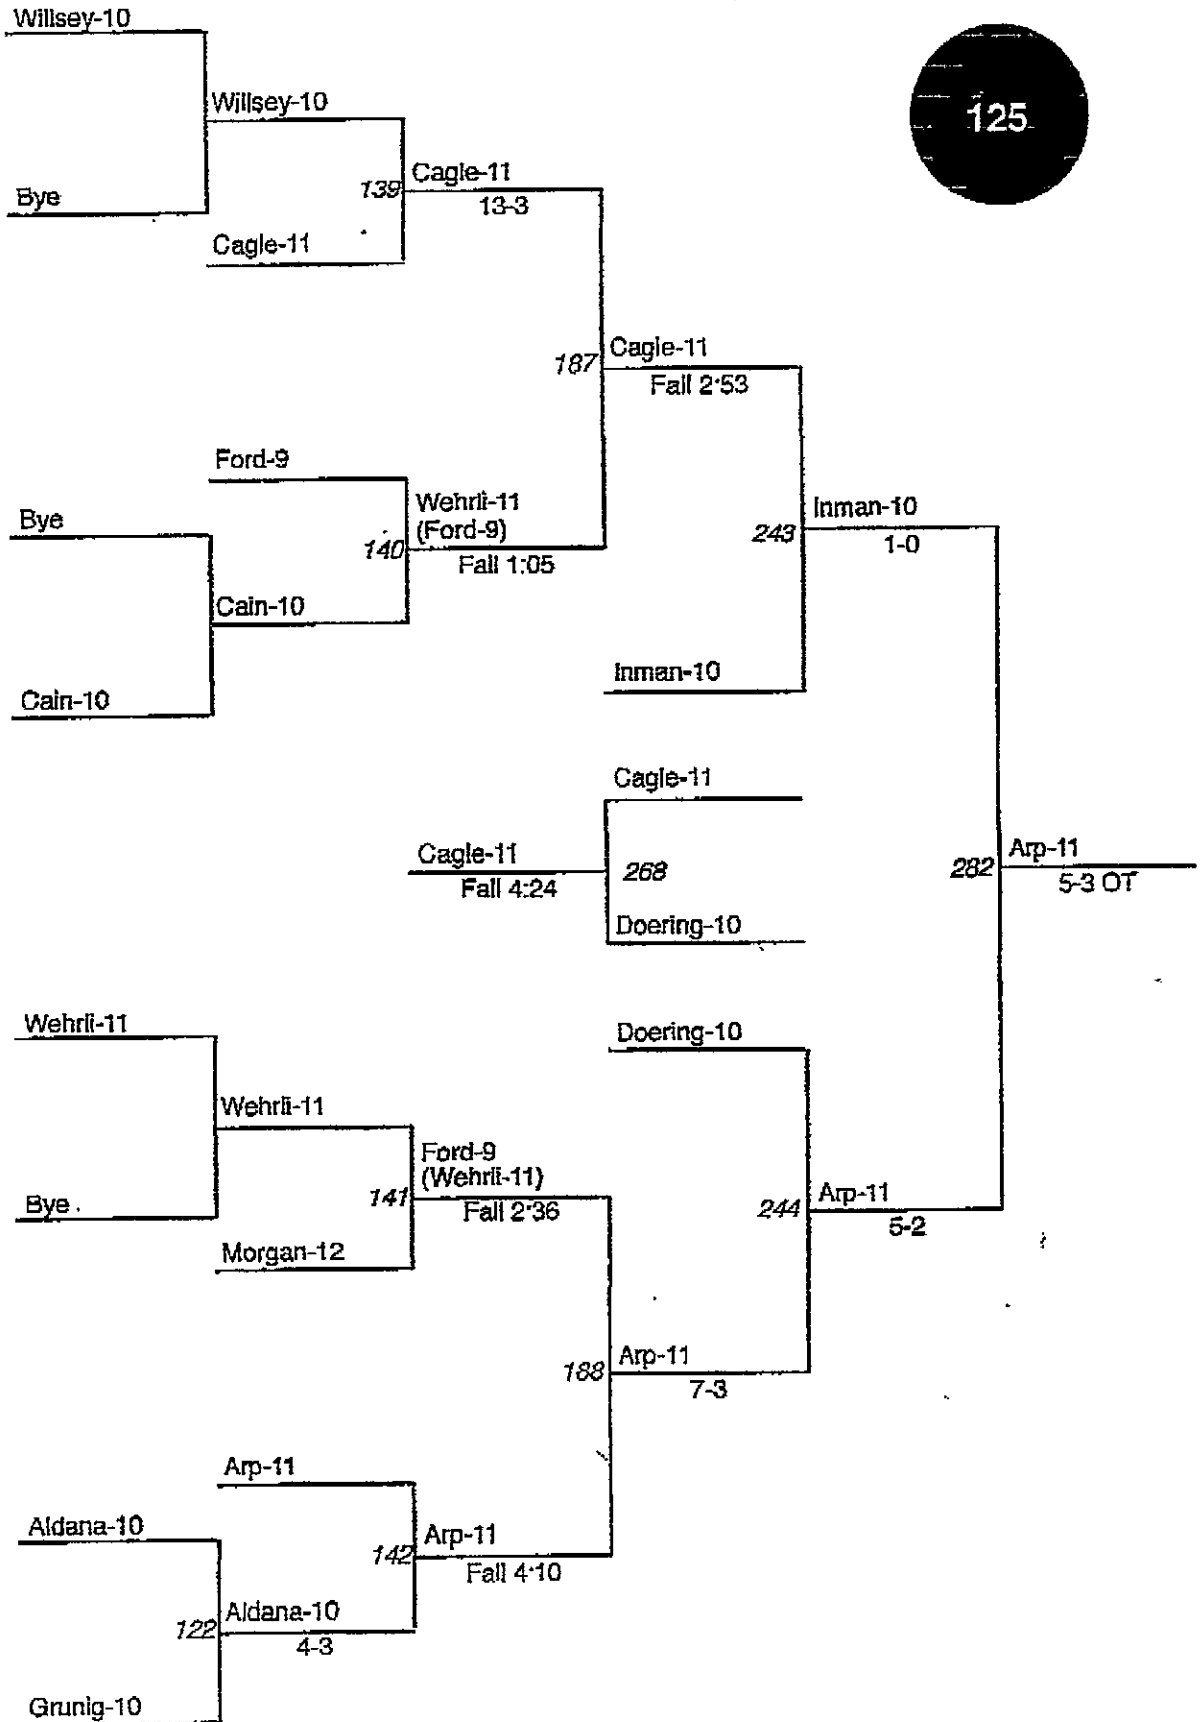 Willsey-10
125
Willsey-10
Cagle-11
139
13-3
Bye
Cagle-11
Cagle-11
187
Fall 2:53
Ford-9
Wehrli-11
(Ford-9)
Inman-10
Bye
243
1-0
140
Fall 1:05
Cain-10
Inman-10
Cain-10
Cagle-11
Cagle-11
Arp-11
268
282
Fall 4:24
5-3 OT
Doering-10
Wehrli-11
Doering-10
Wehrli-11
Ford-9
(Wehrli-11)
Bye
141
Fall 2:36
Arp-11
244
5-2
Morgan-12
Arp-11
188
7-3
Arp-11
Aldana-10
Arp-11
142
Fall 4:10
Aldana-10
122
4-3
Grunig-10